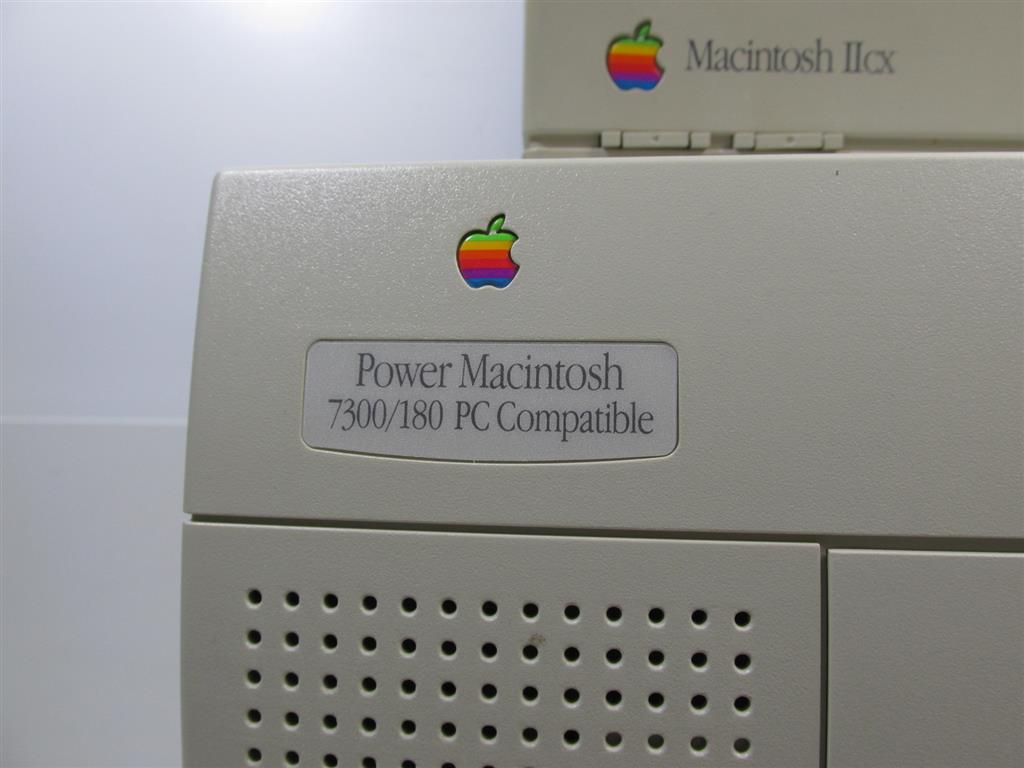 Macintosh IIcx
Power Macintosh
7300/180 PC Compatible